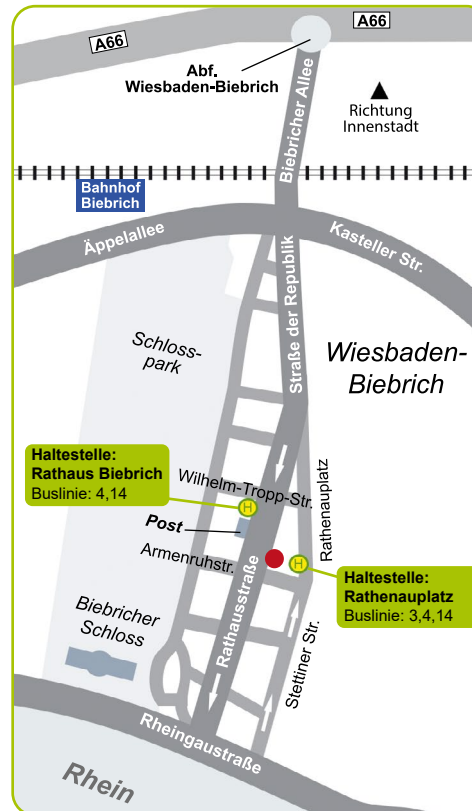 A66
A66
Abf.
Wiesbaden-Biebrich
Biebricher Allee
Richtung
Innenstadt
Bahnhof
Biebrich
Äppelallee
Kasteller Str.
Straße der Republik
Schloss-
park
Wiesbaden-
Biebrich
Haltestelle:
Rathaus Biebrich
Buslinie: 4,14
Wilhelm-Tropp-Str.
H
Post
Rathenauplatz
Armenruhstr.
H
Haltestelle:
Rathenauplatz
Buslinie: 3,4,14
Rathausstraße
Biebricher
Schloss
Stettiner Str.
Rheingaustraße
Rhein